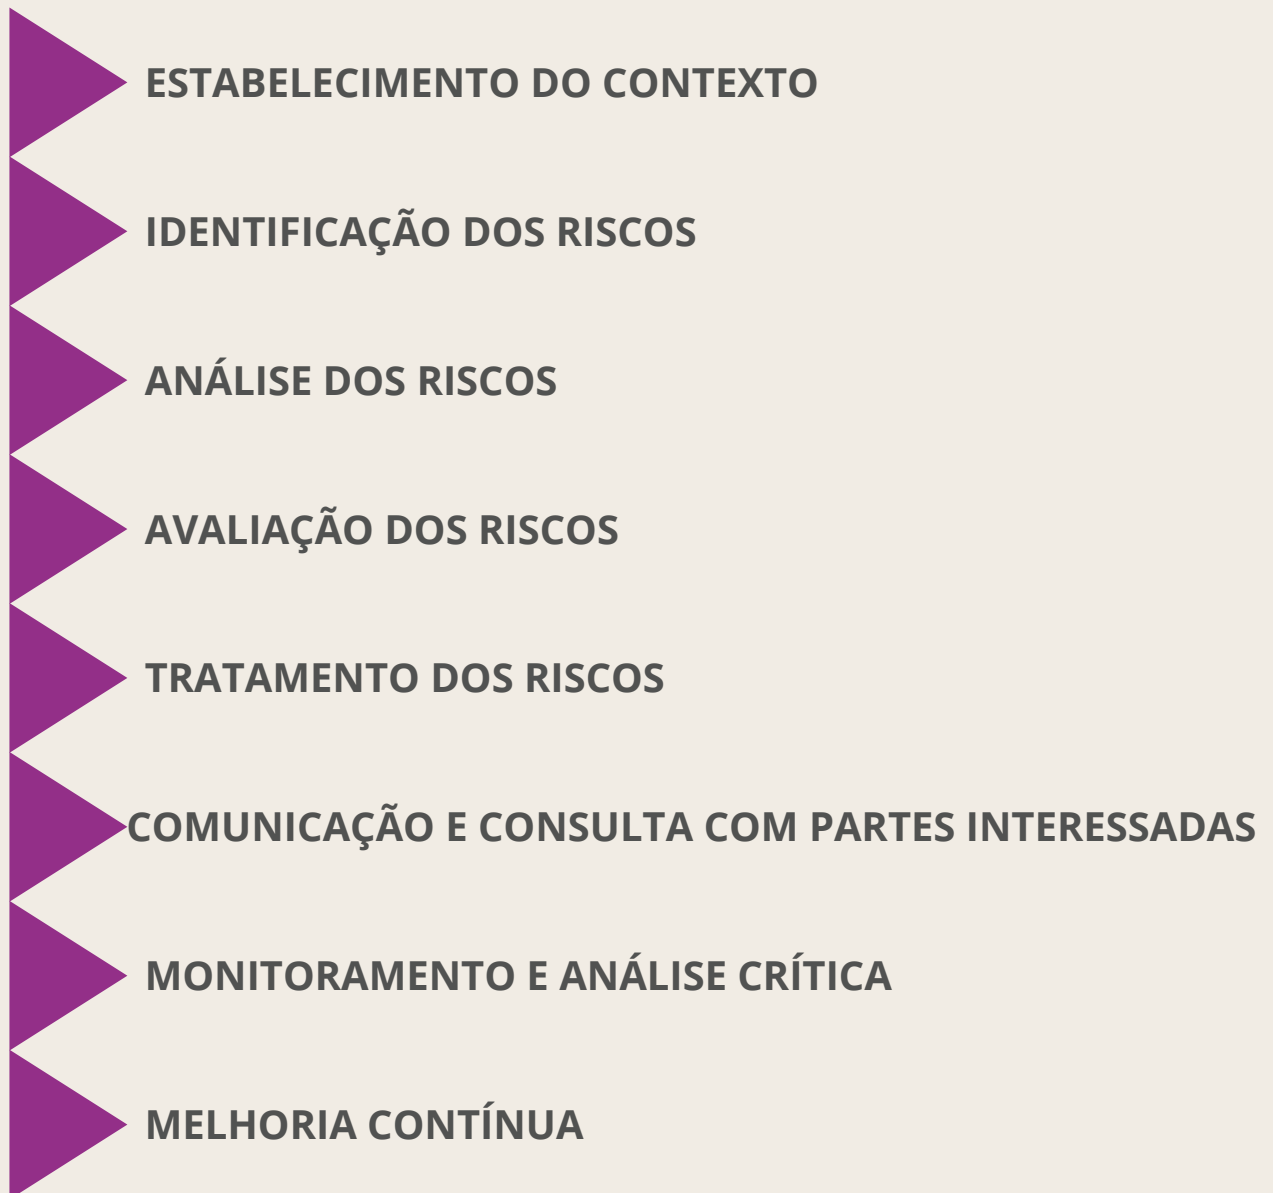 ESTABELECIMENTO DO CONTEXTO
IDENTIFICAÇÃO DOS RISCOS
ANÁLISE DOS RISCOS
AVALIAÇÃO DOS RISCOS
TRATAMENTO DOS RISCOS
COMUNICAÇÃO E CONSULTA COM PARTES INTERESSADAS
MONITORAMENTO E ANÁLISE CRÍTICA
MELHORIA CONTÍNUA